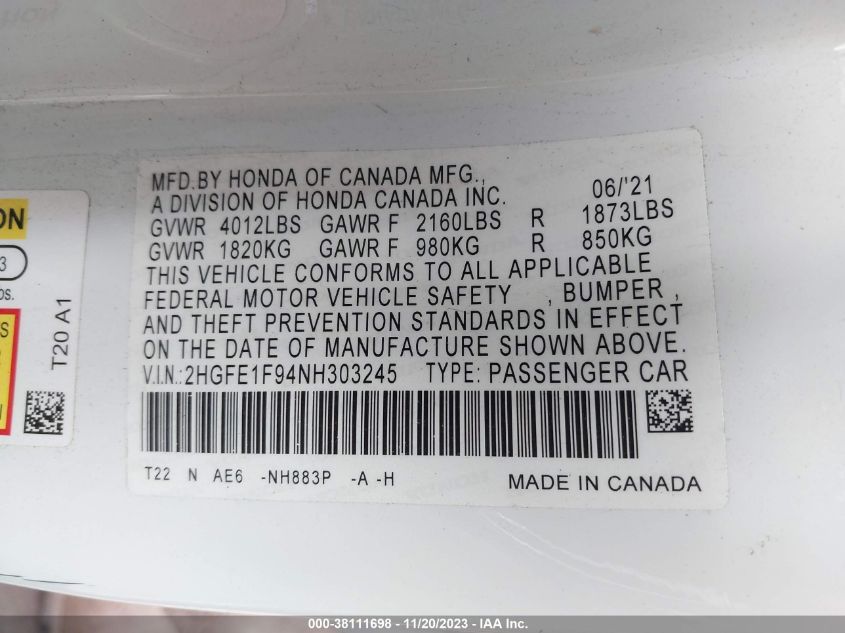 MFD.BY HONDA OF CANADA MFG., 06/'21
A DIVISION OF HONDA CANADA INC.
GVWR 4012LBS GAWR F 2160LBS R 1873LBS
GVWR 1820KG GAWR F 980KG R 850KG
THIS VEHICLE CONFORMS TO ALL APPLICABLE
FEDERAL MOTOR VEHICLE SAFETY , BUMPER ,
AND THEFT PREVENTION STANDARDS IN EFFECT
ON THE DATE OF MANUFACTURE SHOWN ABOVE.
V.I.N.:2HGFE1F94NH303245 TYPE: PASSENGER CAR
T22 N AE6 -NH883P -A -H
MADE IN CANADA
ON
3
OS.
S
T20 A1
000-38111698 - 11/20/2023 - IAA Inc.